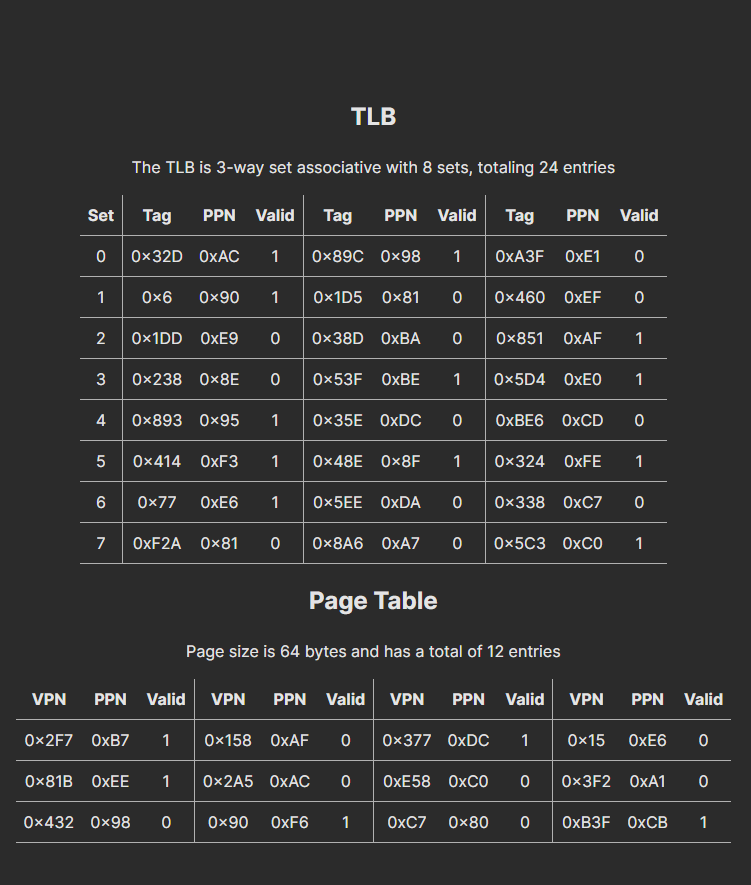 TLB
The TLB is 3-way set associative with 8 sets, totaling 24 entries
Set Tag PPN Valid Tag PPN Valid Tag PPN Valid
0 0×32D 0xAC 1 0×89C 0×98 1 0xA3F 0xE1 0
1 0×6 0×90 1 0×1D5 0×81 0 0×460 0xEF 0
2 0×1DD 0xE9 0 0×38D 0xBA 0 0×851 0xAF 1
3 0×238 0×8E 0 0×53F 0xBE 1 0×5D4 0xE0 1
4 0×893 0×95 1 0×35E 0xDC 0 0xBE6 0xCD 0
5 0×414 0xF3 1 0×48E 0×8F 1 0×324 0xFE 1
6 0×77 0xE6 1 0×5EE 0xDA 0 0×338 0xC7 0
7 0xF2A 0×81 0 0×8A6 0xA7 0 0×5C3 0xC0 1
Page Table
Page size is 64 bytes and has a total of 12 entries
VPN PPN Valid VPN PPN Valid VPN PPN Valid VPN PPN Valid
0×2F7 0xB7 1 0×158 0xAF 0 0×377 0xDC 1 0×15 0xE6 0
0×81B 0xEE 1 0×2A5 0xAC 0 0xE58 0xC0 0 0×3F2 0xA1 0
0×432 0×98 0 0×90 0xF6 1 0xC7 0×80 0 0xB3F 0xCB 1